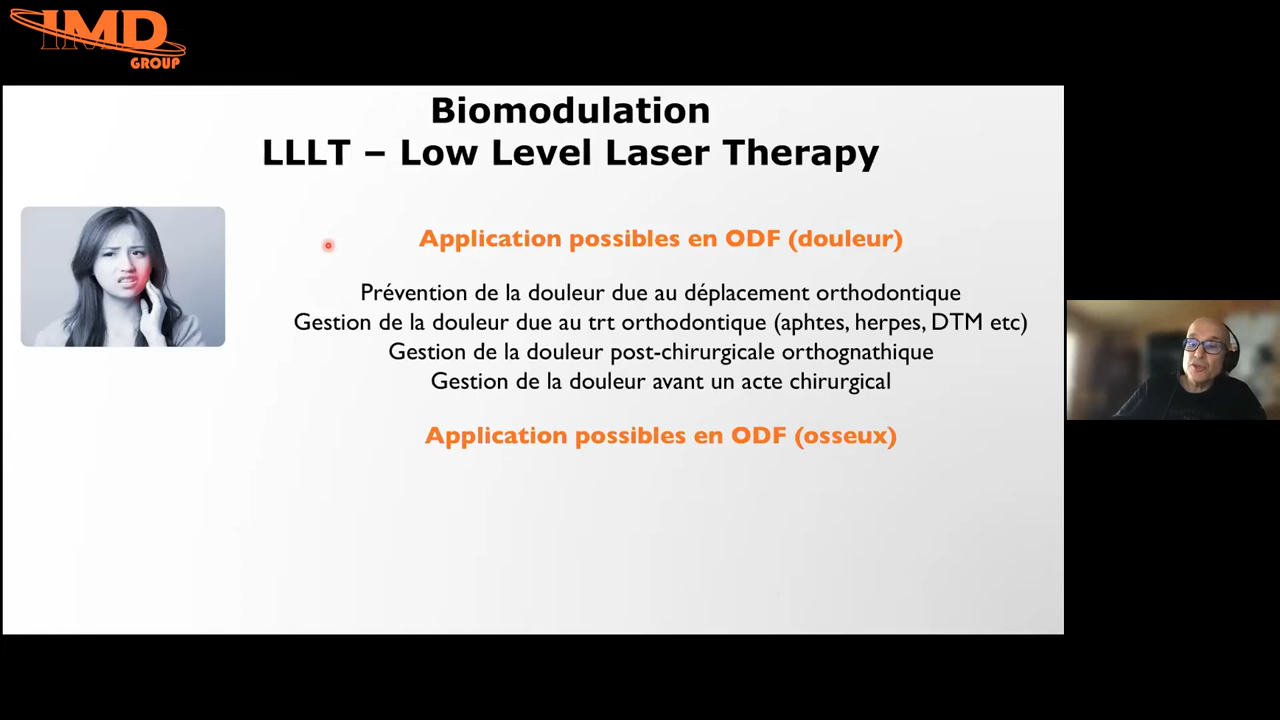 IMD
GROUP
Biomodulation
LLLT – Low Level Laser Therapy
Application possibles en ODF (douleur)
Prévention de la douleur due au déplacement orthodontique
Gestion de la douleur due au trt orthodontique (aphtes, herpes, DTM etc)
Gestion de la douleur post-chirurgicale orthognathique
Gestion de la douleur avant un acte chirurgical
Application possibles en ODF (osseux)